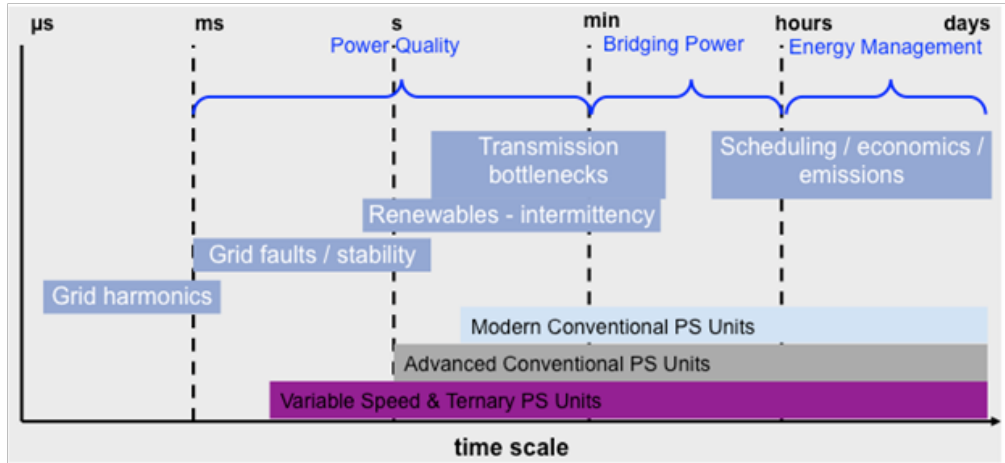 µs ms s min hours days
Power Quality Bridging Power Energy Management
Transmission
bottlenecks
Scheduling / economics /
emissions
Renewables - intermittency
Grid faults / stability
Grid harmonics
Modern Conventional PS Units
Advanced Conventional PS Units
Variable Speed & Ternary PS Units
time scale